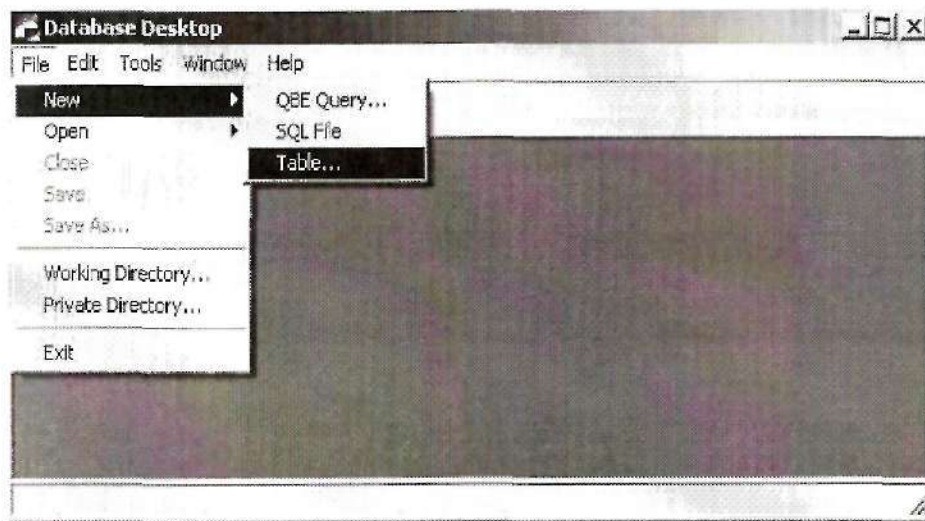 Database Desktop
File Edit Tools Window Help
New
Open
Close
Save
Save As...
Working Directory...
Private Directory...
Exit
QBE Query...
SQL File
Table...